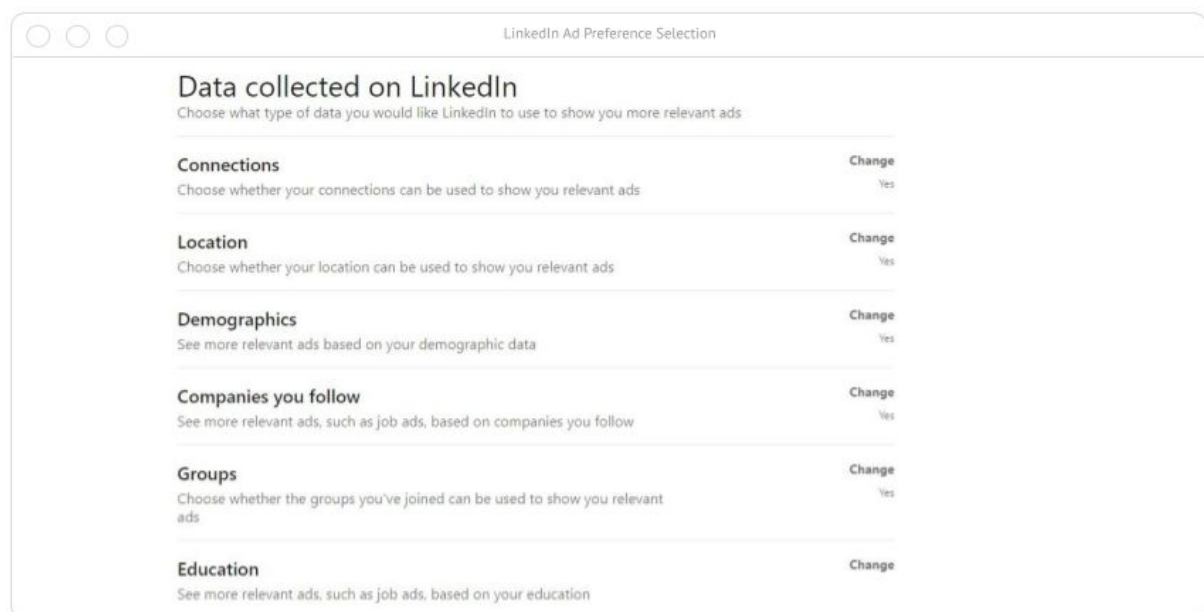 LinkedIn Ad Preference Selection
Data collected on LinkedIn
Choose what type of data you would like LinkedIn to use to show you more relevant ads
Connections
Change
Choose whether your connections can be used to show you relevant ads
Yes
Location
Change
Choose whether your location can be used to show you relevant ads
Yes
Demographics
Change
See more relevant ads based on your demographic data
Yes
Companies you follow
Change
See more relevant ads, such as job ads, based on companies you follow
Yes
Groups
Change
Choose whether the groups you've joined can be used to show you relevant
ads
Yes
Education
Change
See more relevant ads, such as job ads, based on your education